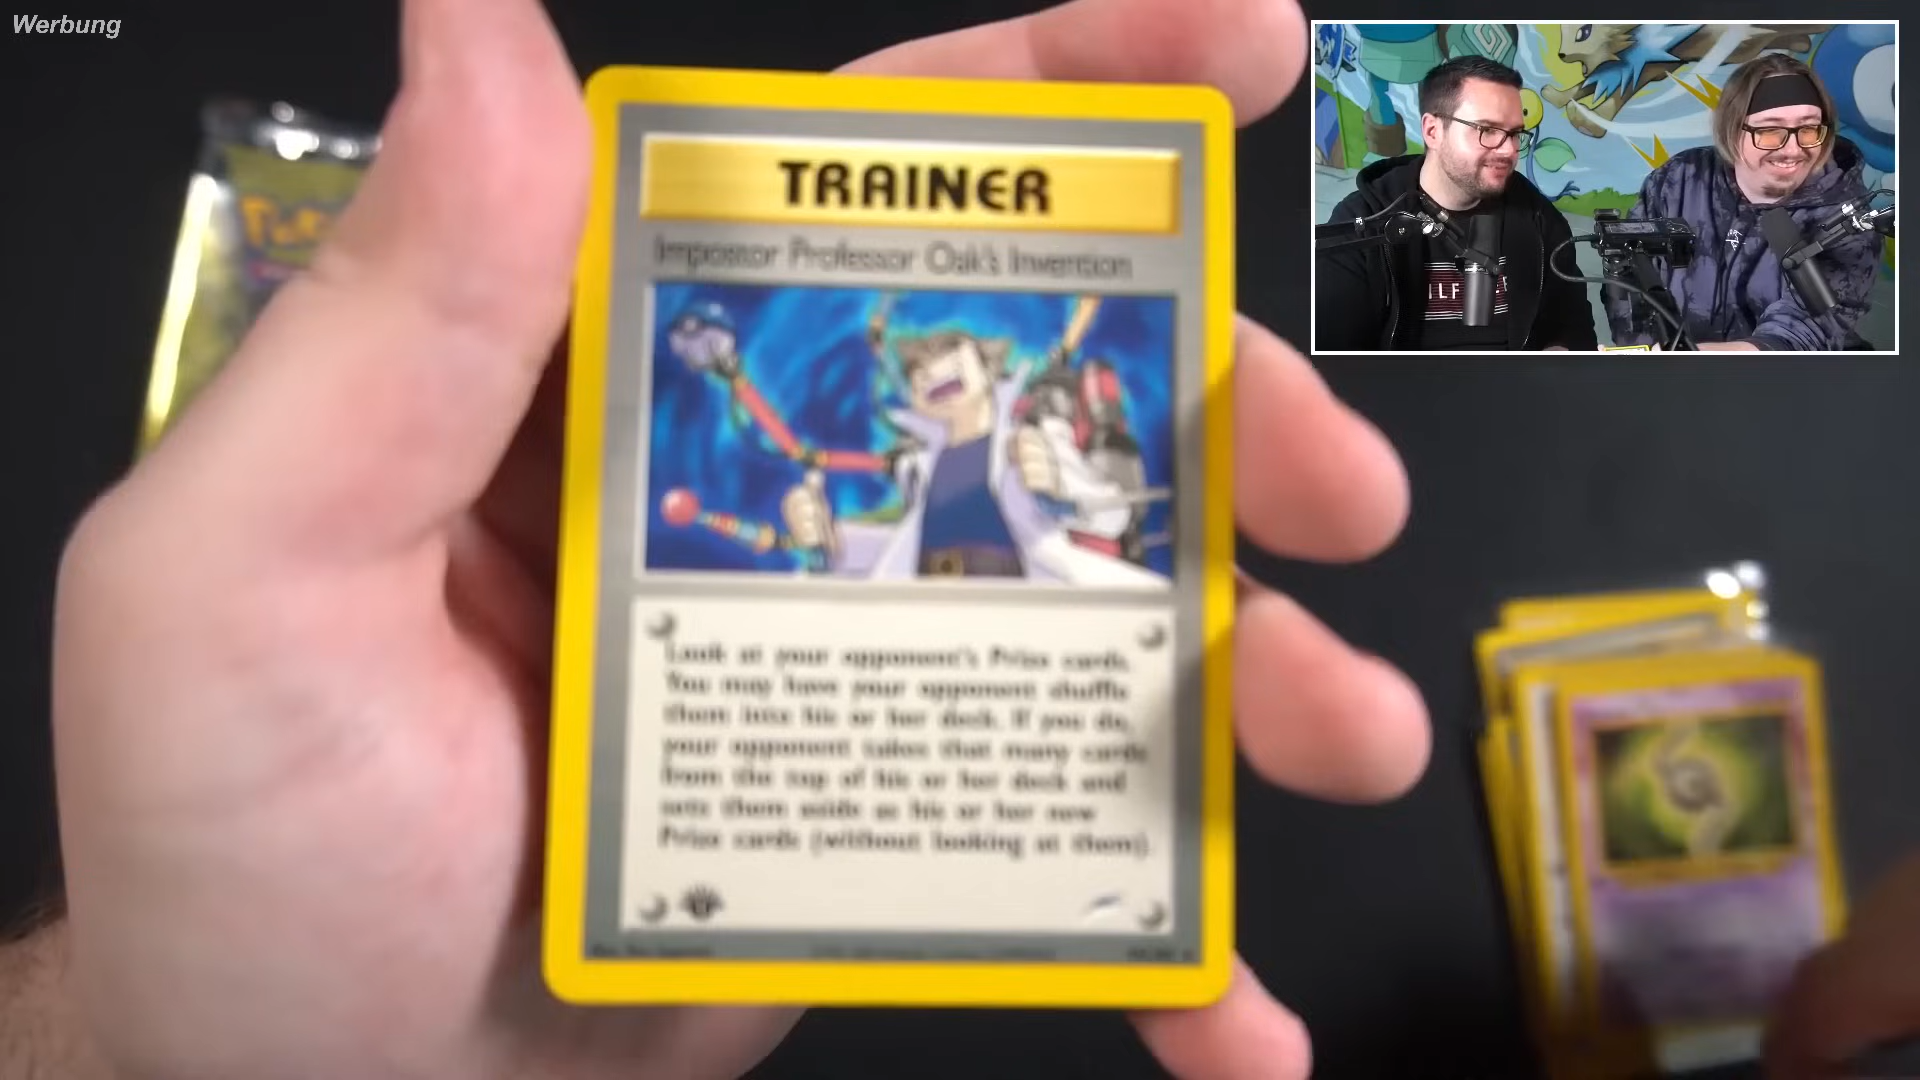 Werbung
TRAINER
Impostor Professor Oak's Invention
Look at your opponent's Prize cards.
You may have your opponent shuffle
them into his or her deck. If you do,
your opponent takes that many cards
from the top of his or her deck and
sets them aside as his or her new
Prize cards (without looking at them).